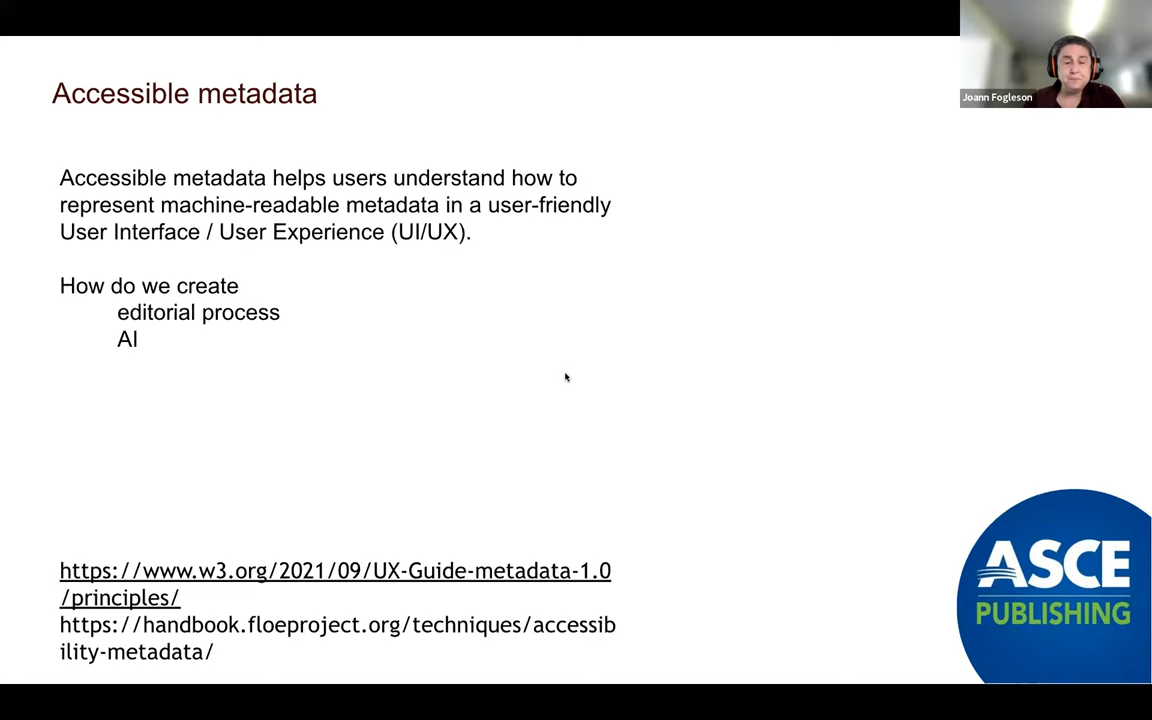 Joann Fogleson
Accessible metadata
Accessible metadata helps users understand how to
represent machine-readable metadata in a user-friendly
User Interface / User Experience (UI/UX).
How do we create
editorial process
AI
https://www.w3.org/2021/09/UX-Guide-metadata-1.0
/principles/
https://handbook.floeproject.org/techniques/accessib
ility-metadata/
ASCE
PUBLISHING